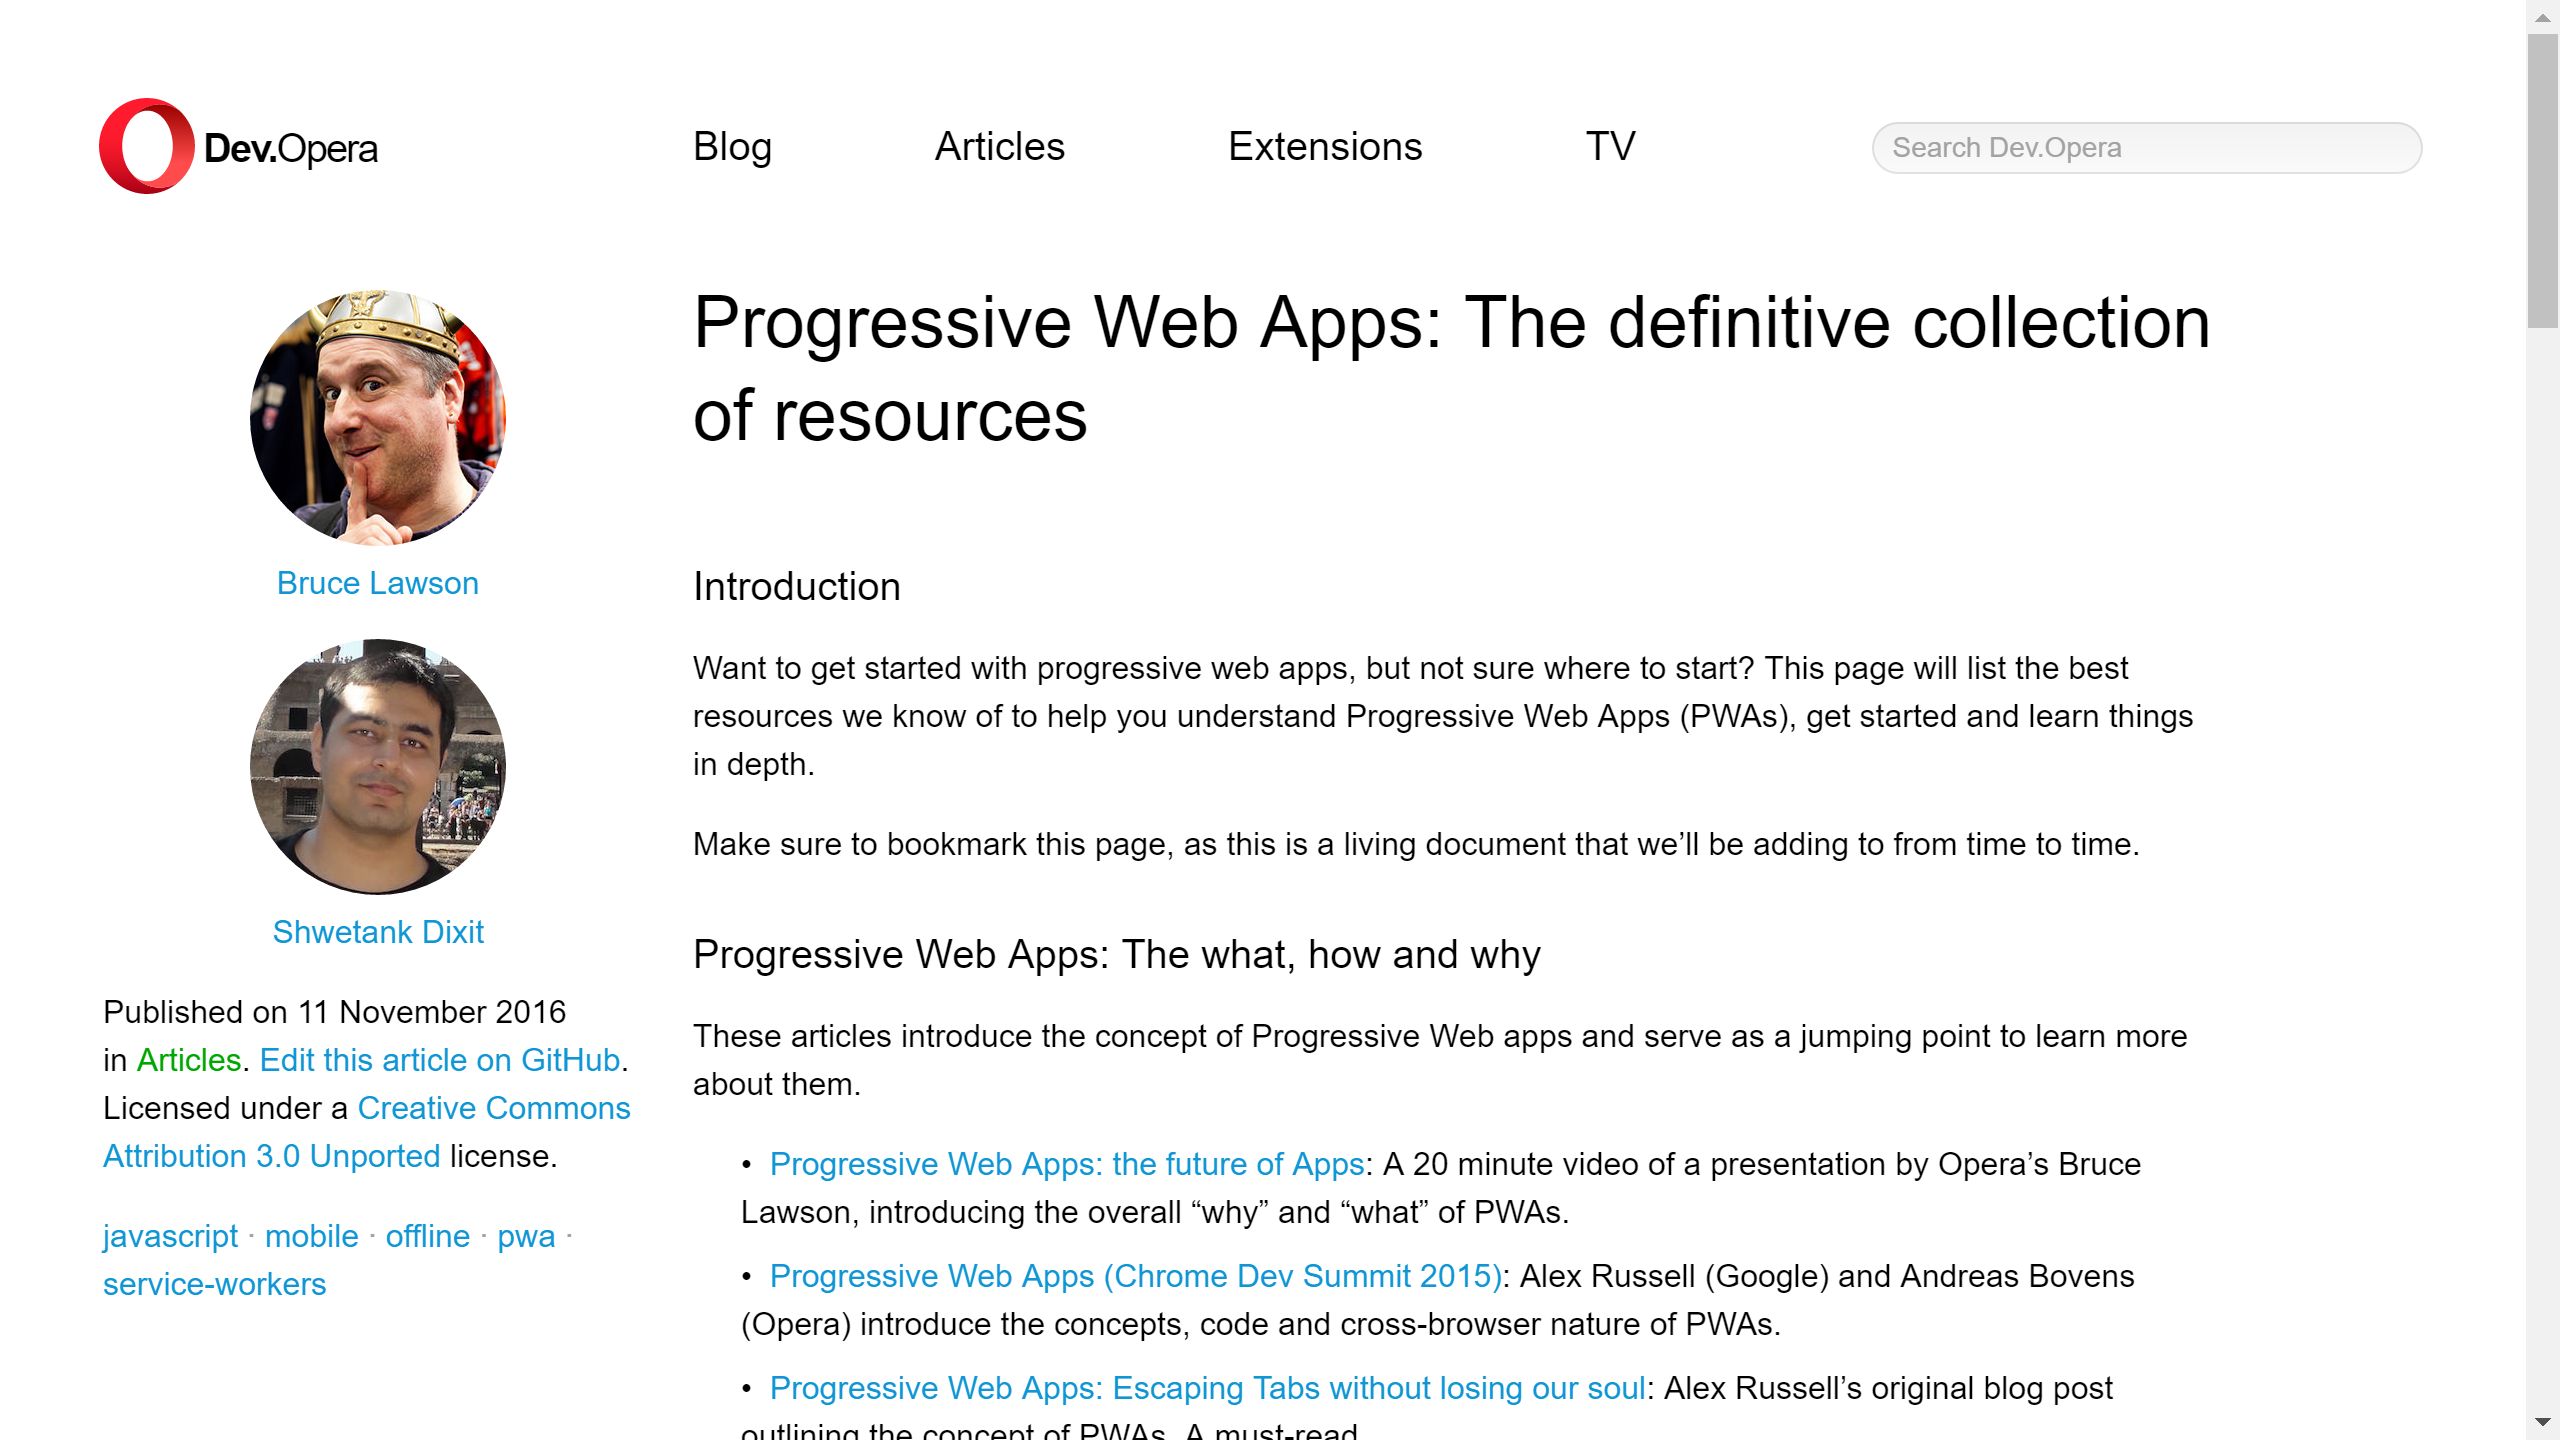 Dev.Opera
Blog
Articles
Extensions
TV
Search Dev.Opera
Bruce Lawson
Shwetank Dixit
Published on 11 November 2016
in Articles. Edit this article on GitHub.
Licensed under a Creative Commons
Attribution 3.0 Unported license.
javascript · mobile · offline · pwa ·
service-workers
Progressive Web Apps: The definitive collection
of resources
Introduction
Want to get started with progressive web apps, but not sure where to start? This page will list the best
resources we know of to help you understand Progressive Web Apps (PWAs), get started and learn things
in depth.
Make sure to bookmark this page, as this is a living document that we’ll be adding to from time to time.
Progressive Web Apps: The what, how and why
These articles introduce the concept of Progressive Web apps and serve as a jumping point to learn more
about them.
• Progressive Web Apps: the future of Apps: A 20 minute video of a presentation by Opera’s Bruce
Lawson, introducing the overall “why” and “what” of PWAs.
• Progressive Web Apps (Chrome Dev Summit 2015): Alex Russell (Google) and Andreas Bovens
(Opera) introduce the concepts, code and cross-browser nature of PWAs.
• Progressive Web Apps: Escaping Tabs without losing our soul: Alex Russell’s original blog post
outlining the concept of PWAs. A must-read.